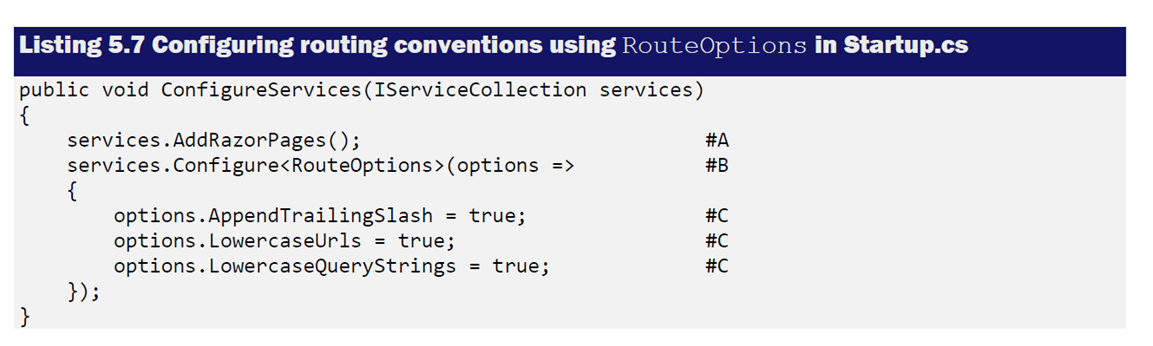 Listing 5.7 Configuring routing conventions using RouteOptions in Startup.cs
public void ConfigureServices(IServiceCollection services)
{
    services.AddRazorPages();                             #A
    services.Configure<RouteOptions>(options =>           #B
    {
        options.AppendTrailingSlash = true;               #C
        options.LowercaseUrls = true;                     #C
        options.LowercaseQueryStrings = true;             #C
    });
}